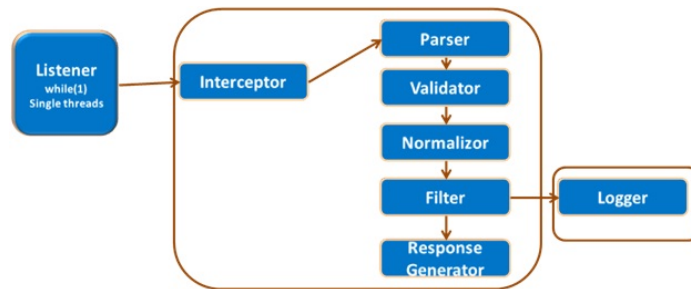 Listener
while(1)
Single threads
Interceptor
Parser
Validator
Normalizor
Filter
Response
Generator
Logger